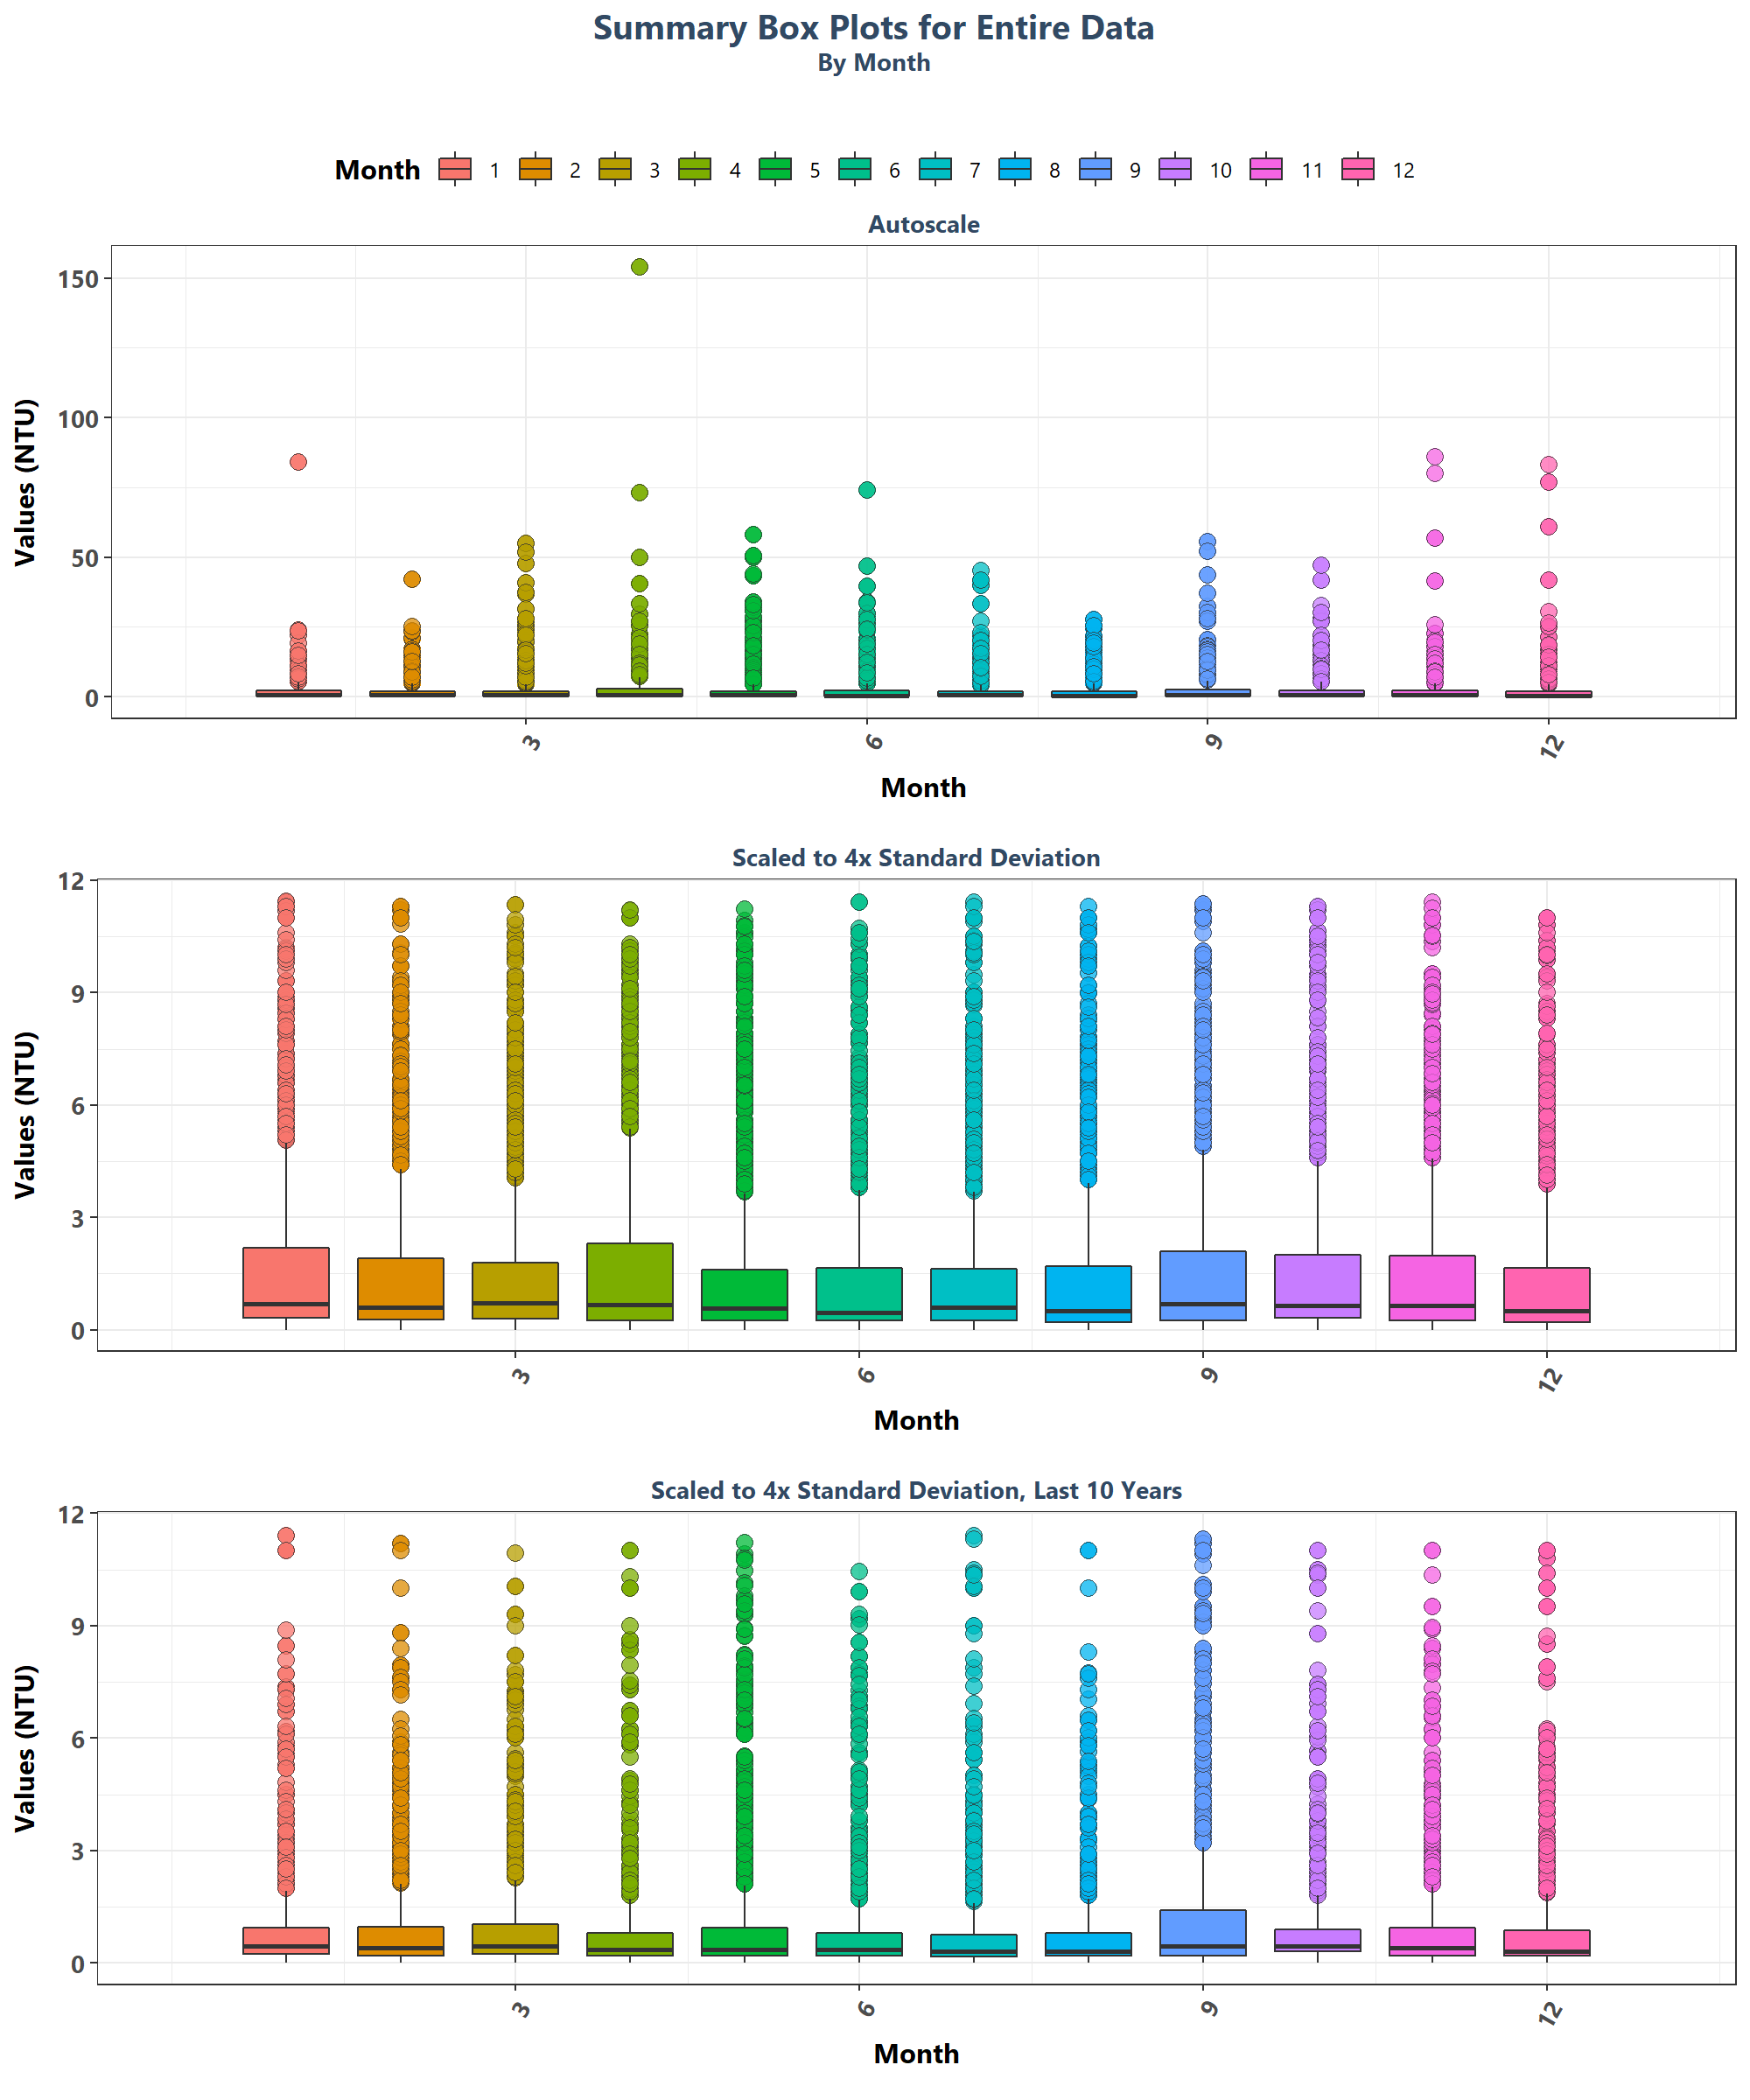 Summary Box Plots for Entire Data
By Month
Month 1 2 3 4 5 6 7 8 9 10 11 12
Autoscale
Values (NTU)
150
100
50
0
3 6 9 12
Month
Scaled to 4x Standard Deviation
Values (NTU)
12
9
6
3
0
3 6 9 12
Month
Scaled to 4x Standard Deviation, Last 10 Years
Values (NTU)
12
9
6
3
0
3 6 9 12
Month